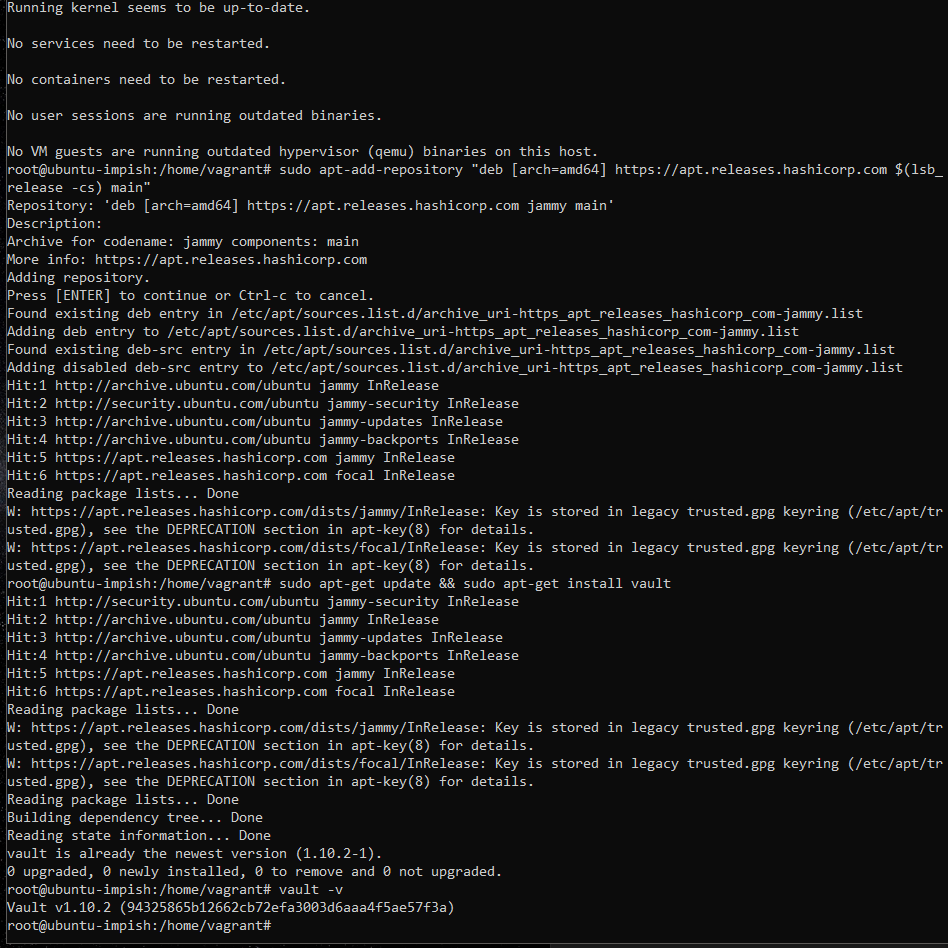 Running kernel seems to be up-to-date.
No services need to be restarted.
No containers need to be restarted.
No user sessions are running outdated binaries.
No VM guests are running outdated hypervisor (qemu) binaries on this host.
root@ubuntu-impish:/home/vagrant# sudo apt-add-repository "deb [arch=amd64] https://apt.releases.hashicorp.com $(lsb_
release -cs) main"
Repository: 'deb [arch=amd64] https://apt.releases.hashicorp.com jammy main'
Description:
Archive for codename: jammy components: main
More info: https://apt.releases.hashicorp.com
Adding repository.
Press [ENTER] to continue or Ctrl-c to cancel.
Found existing deb entry in /etc/apt/sources.list.d/archive_uri-https_apt_releases_hashicorp_com-jammy.list
Adding deb entry to /etc/apt/sources.list.d/archive_uri-https_apt_releases_hashicorp_com-jammy.list
Found existing deb-src entry in /etc/apt/sources.list.d/archive_uri-https_apt_releases_hashicorp_com-jammy.list
Adding disabled deb-src entry to /etc/apt/sources.list.d/archive_uri-https_apt_releases_hashicorp_com-jammy.list
Hit:1 http://archive.ubuntu.com/ubuntu jammy InRelease
Hit:2 http://security.ubuntu.com/ubuntu jammy-security InRelease
Hit:3 http://archive.ubuntu.com/ubuntu jammy-updates InRelease
Hit:4 http://archive.ubuntu.com/ubuntu jammy-backports InRelease
Hit:5 https://apt.releases.hashicorp.com jammy InRelease
Hit:6 https://apt.releases.hashicorp.com focal InRelease
Reading package lists... Done
W: https://apt.releases.hashicorp.com/dists/jammy/InRelease: Key is stored in legacy trusted.gpg keyring (/etc/apt/tr
usted.gpg), see the DEPRECATION section in apt-key(8) for details.
W: https://apt.releases.hashicorp.com/dists/focal/InRelease: Key is stored in legacy trusted.gpg keyring (/etc/apt/tr
usted.gpg), see the DEPRECATION section in apt-key(8) for details.
root@ubuntu-impish:/home/vagrant# sudo apt-get update && sudo apt-get install vault
Hit:1 http://security.ubuntu.com/ubuntu jammy-security InRelease
Hit:2 http://archive.ubuntu.com/ubuntu jammy InRelease
Hit:3 http://archive.ubuntu.com/ubuntu jammy-updates InRelease
Hit:4 http://archive.ubuntu.com/ubuntu jammy-backports InRelease
Hit:5 https://apt.releases.hashicorp.com jammy InRelease
Hit:6 https://apt.releases.hashicorp.com focal InRelease
Reading package lists... Done
W: https://apt.releases.hashicorp.com/dists/jammy/InRelease: Key is stored in legacy trusted.gpg keyring (/etc/apt/tr
usted.gpg), see the DEPRECATION section in apt-key(8) for details.
W: https://apt.releases.hashicorp.com/dists/focal/InRelease: Key is stored in legacy trusted.gpg keyring (/etc/apt/tr
usted.gpg), see the DEPRECATION section in apt-key(8) for details.
Reading package lists... Done
Building dependency tree... Done
Reading state information... Done
vault is already the newest version (1.10.2-1).
0 upgraded, 0 newly installed, 0 to remove and 0 not upgraded.
root@ubuntu-impish:/home/vagrant# vault -v
Vault v1.10.2 (94325865b12662cb72efa3003d6aaa4f5ae57f3a)
root@ubuntu-impish:/home/vagrant#